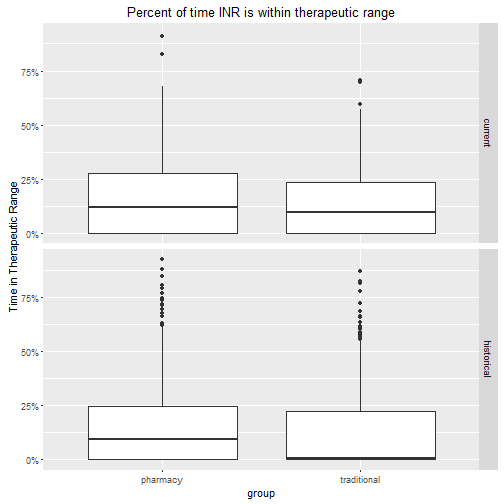 Percent of time INR is within therapeutic range
Time in Therapeutic Range
75%
50%
25%
0%
current
75%
50%
25%
0%
historical
pharmacy
traditional
group